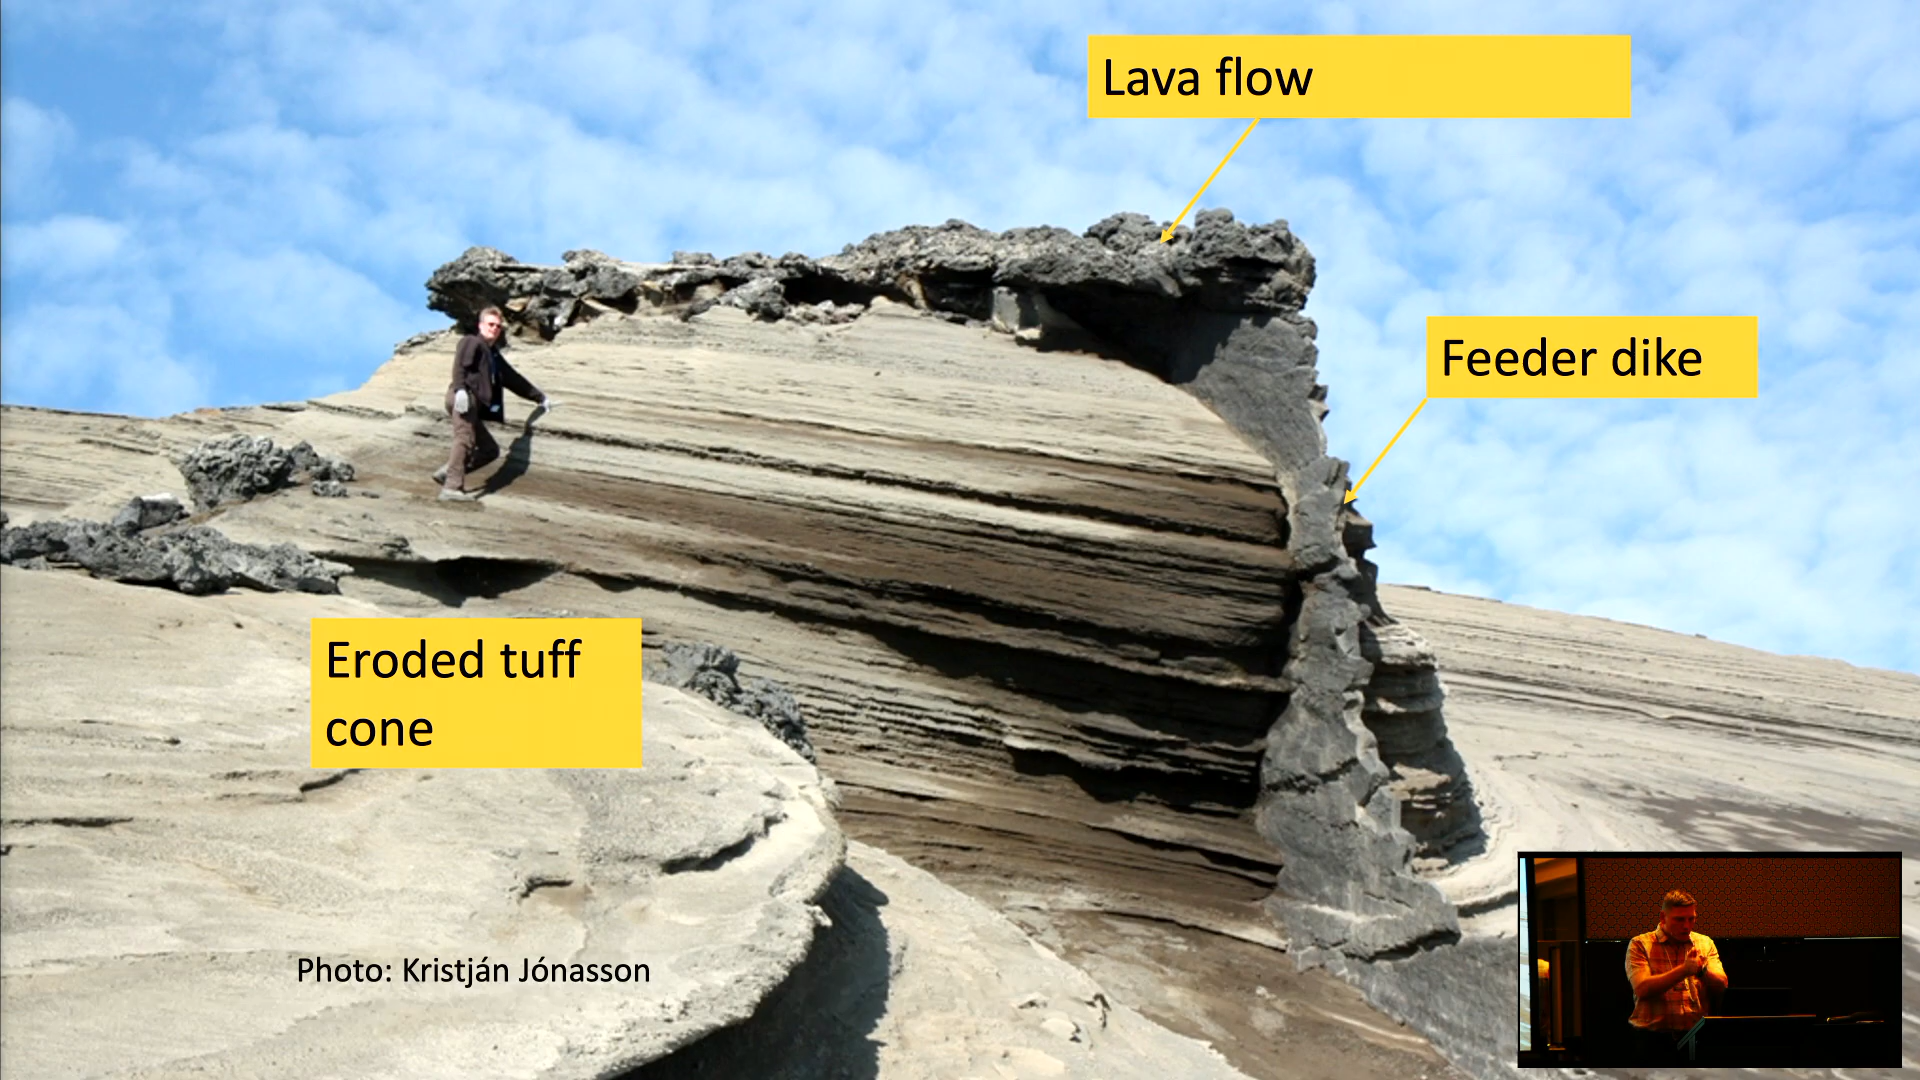 Lava flow
Feeder dike
Eroded tuff
cone
Photo: Kristján Jónasson